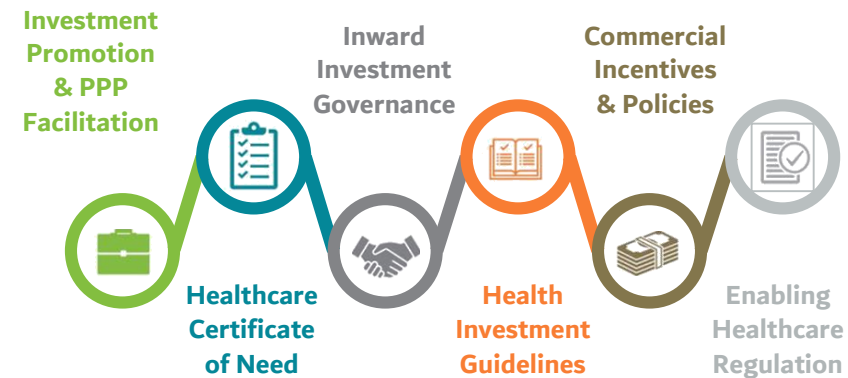 Investment
Promotion
& PPP
Facilitation
Healthcare
Certificate
of Need
Inward
Investment
Governance
Health
Investment
Guidelines
Commercial
Incentives
& Policies
Enabling
Healthcare
Regulation